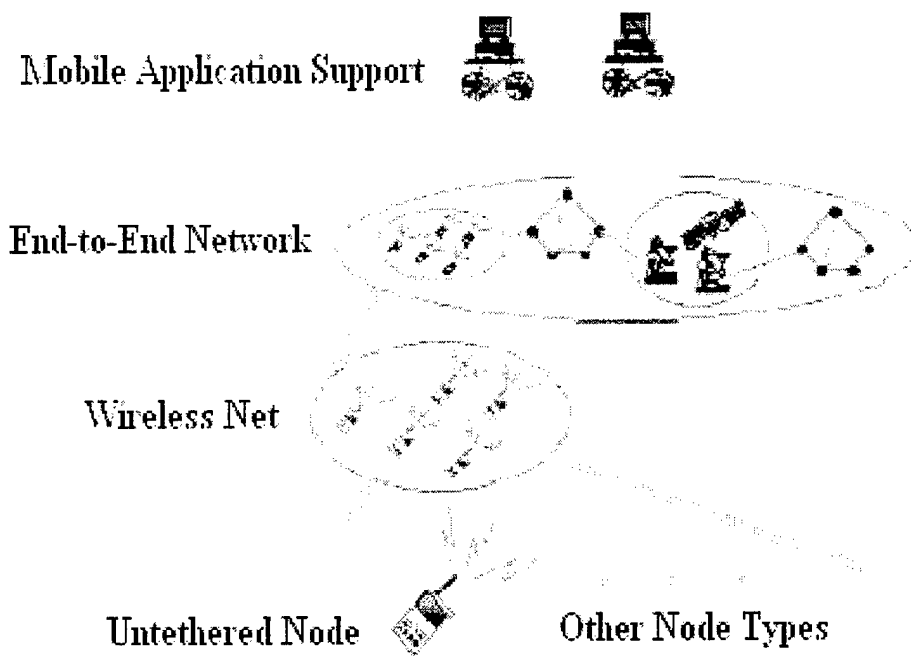 Mobile Application Support
End-to-End Network
Wireless Net
Untethered Node
Other Node Types